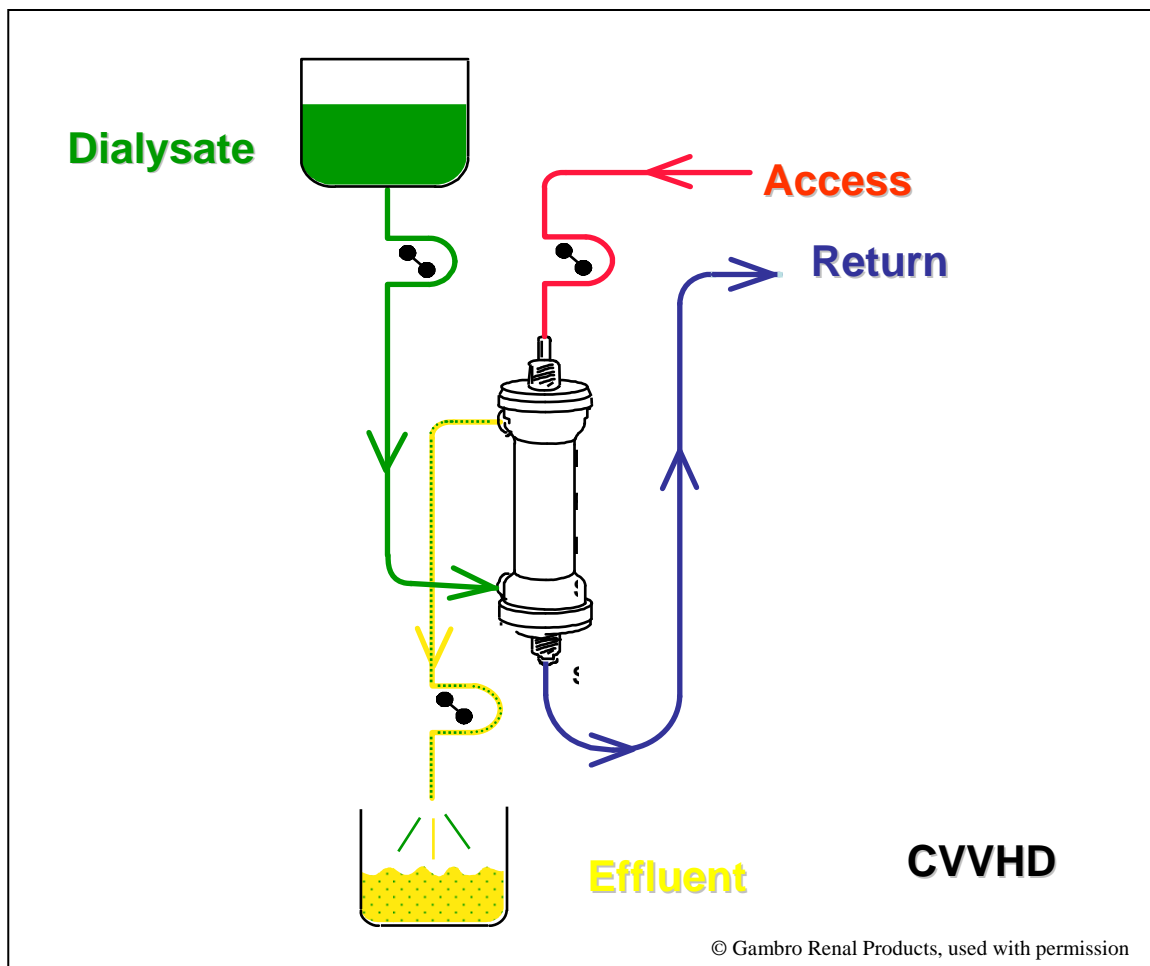 Dialysate
Access
Return
Effluent
CVVHD
© Gambro Renal Products, used with permission